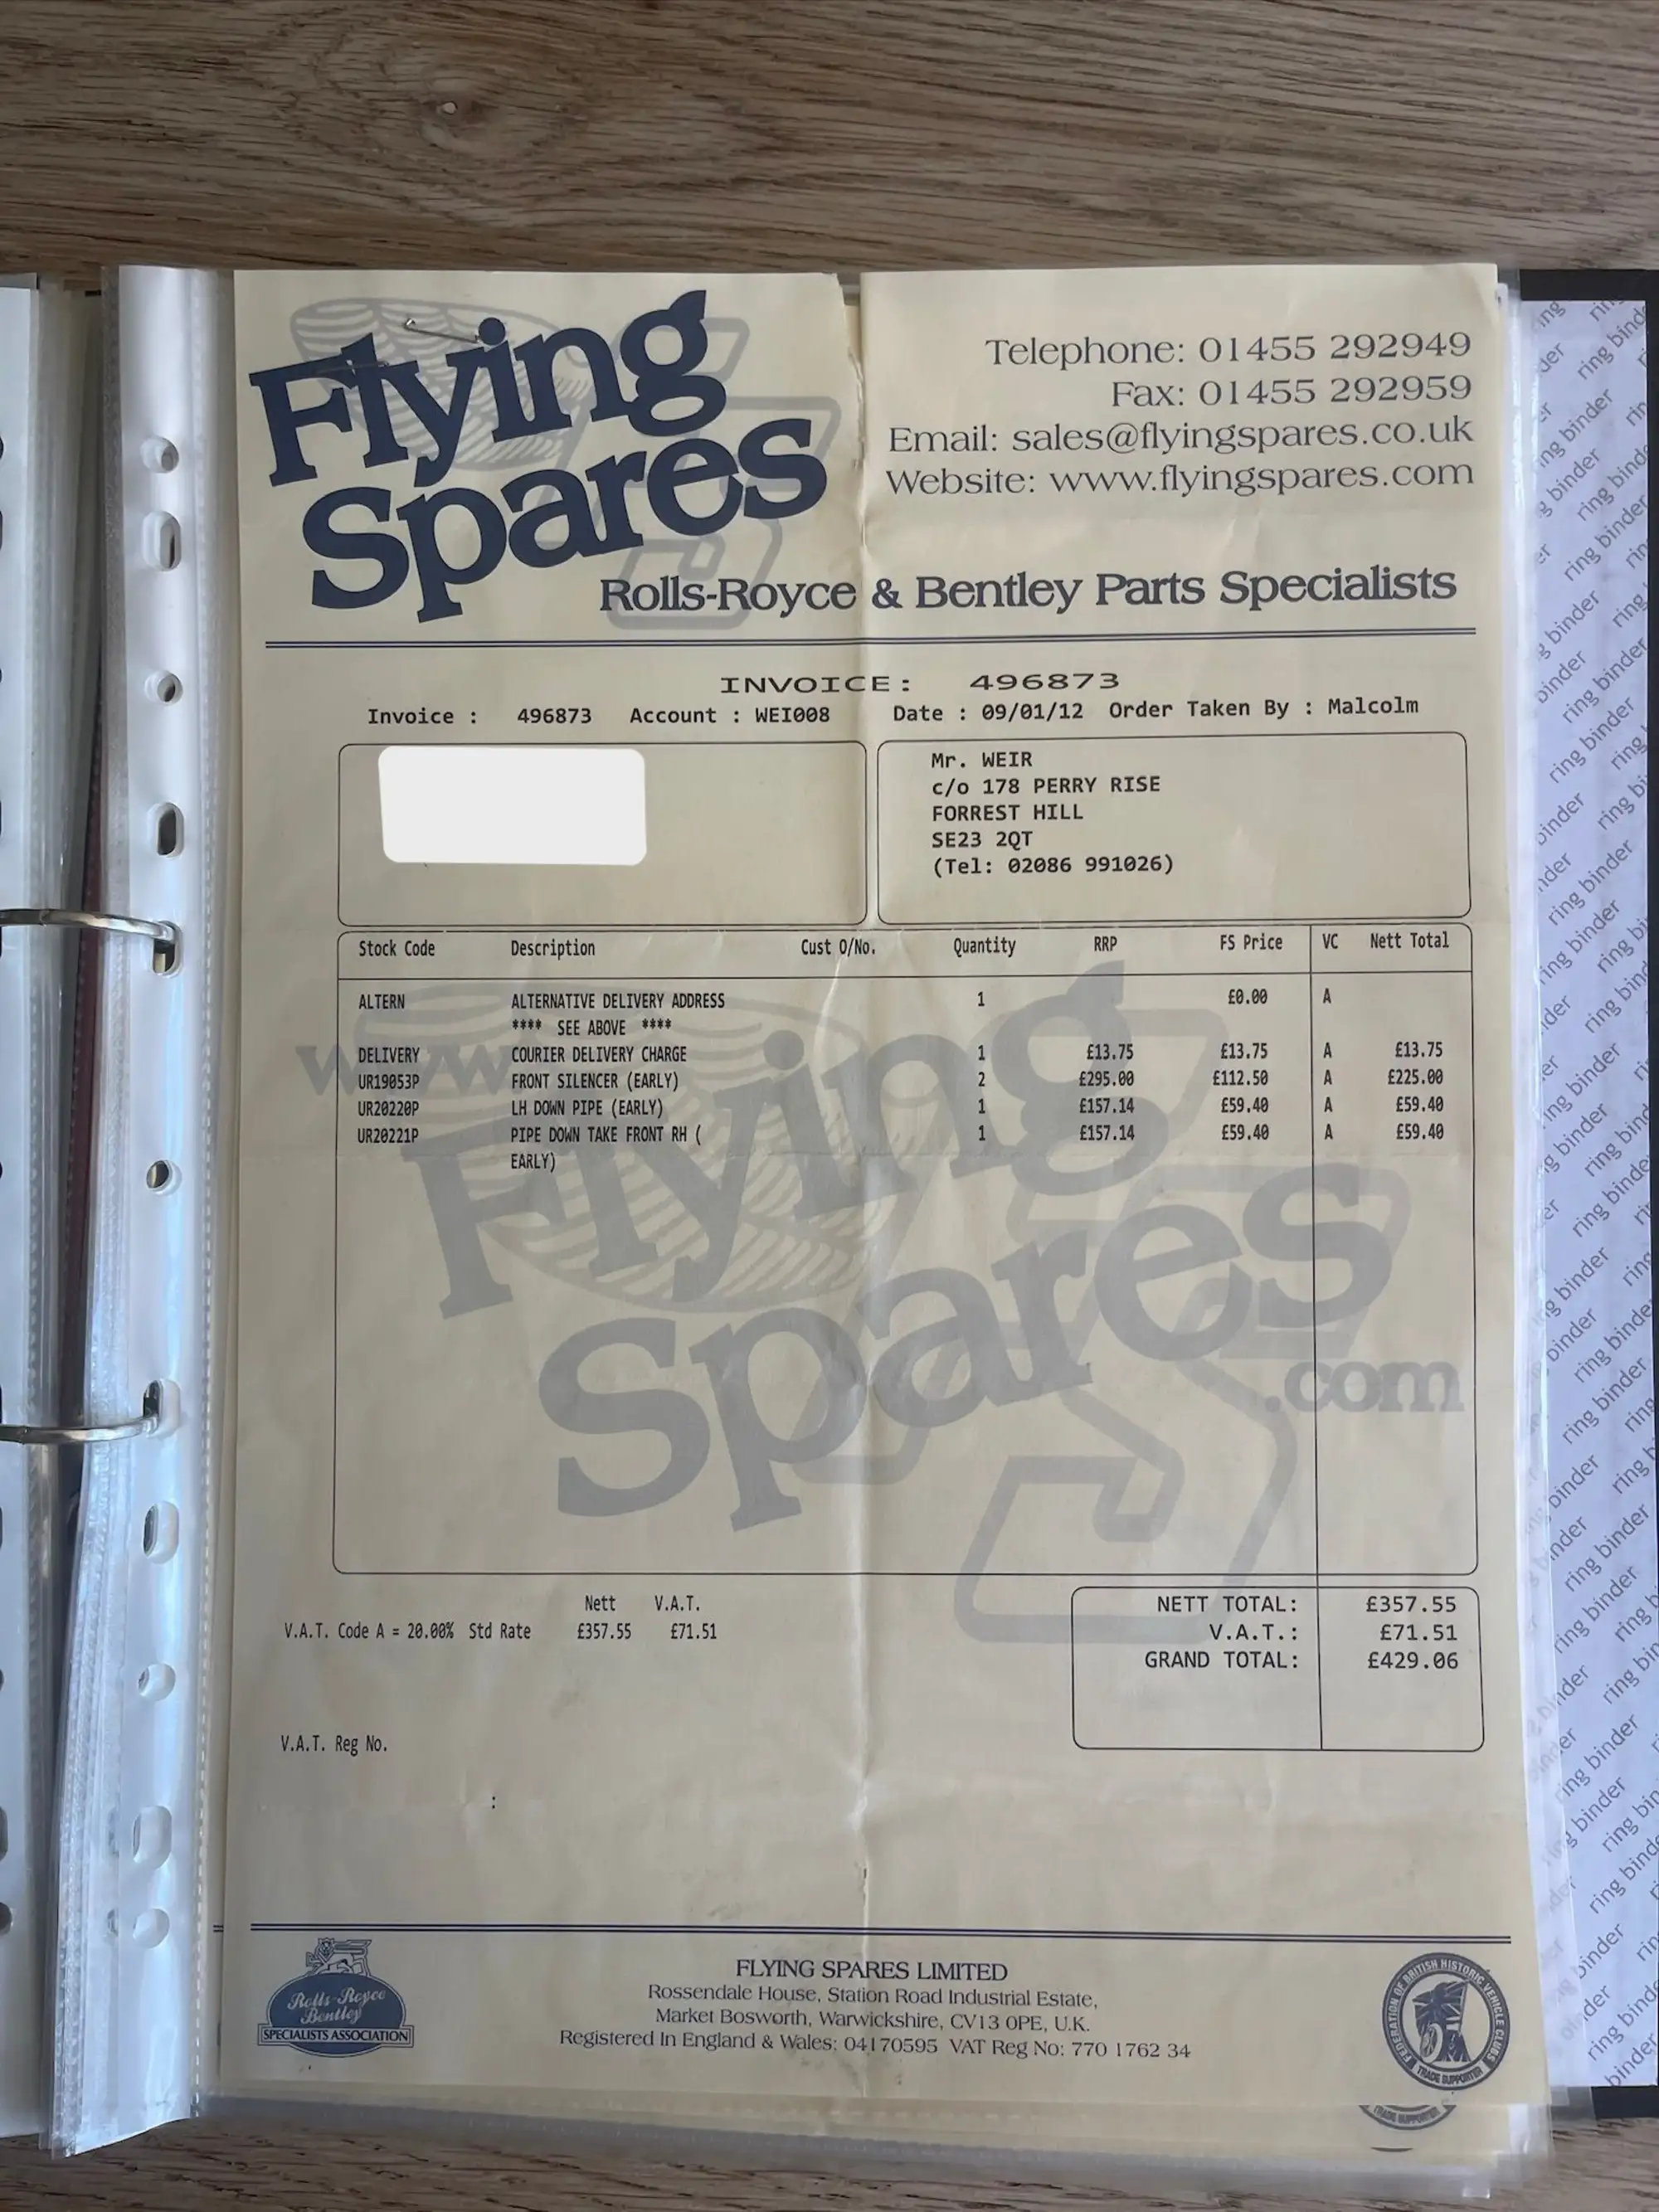 Flying
Spares
Telephone: 01455 292949
Fax: 01455 292959
Email: sales@flyingspares.co.uk
Website: www.flyingspares.com
Rolls-Royce & Bentley Parts Specialists
INVOICE: 496873
Invoice : 496873 Account : WEI008 Date : 09/01/12 Order Taken By : Malcolm
Mr. WEIR
c/o 178 PERRY RISE
FORREST HILL
SE23 2QT
(Tel: 02086 991026)
Stock Code Description Cust O/No. Quantity RRP FS Price VC Nett Total
ALTERN ALTERNATIVE DELIVERY ADDRESS 1 £0.00 A
**** SEE ABOVE ****
DELIVERY COURIER DELIVERY CHARGE 1 £13.75 £13.75 A £13.75
UR19053P FRONT SILENCER (EARLY) 2 £295.00 £112.50 A £225.00
UR20220P LH DOWN PIPE (EARLY) 1 £157.14 £59.40 A £59.40
UR20221P PIPE DOWN TAKE FRONT RH ( 1 £157.14 £59.40 A £59.40
EARLY)
www.
Flying
Spares
.com
Nett V.A.T.
V.A.T. Code A = 20.00% Std Rate £357.55 £71.51
NETT TOTAL: £357.55
V.A.T.: £71.51
GRAND TOTAL: £429.06
V.A.T. Reg No.
:
Rolls-Royce
Bentley
SPECIALISTS ASSOCIATION
FLYING SPARES LIMITED
Rossendale House, Station Road Industrial Estate,
Market Bosworth, Warwickshire, CV13 0PE, U.K.
Registered In England & Wales: 04170595 VAT Reg No: 770 1762 34
FEDERATION OF BRITISH HISTORIC VEHICLE CLUBS
TRADE SUPPORTER
TRADE SUPPORTER
ring binder